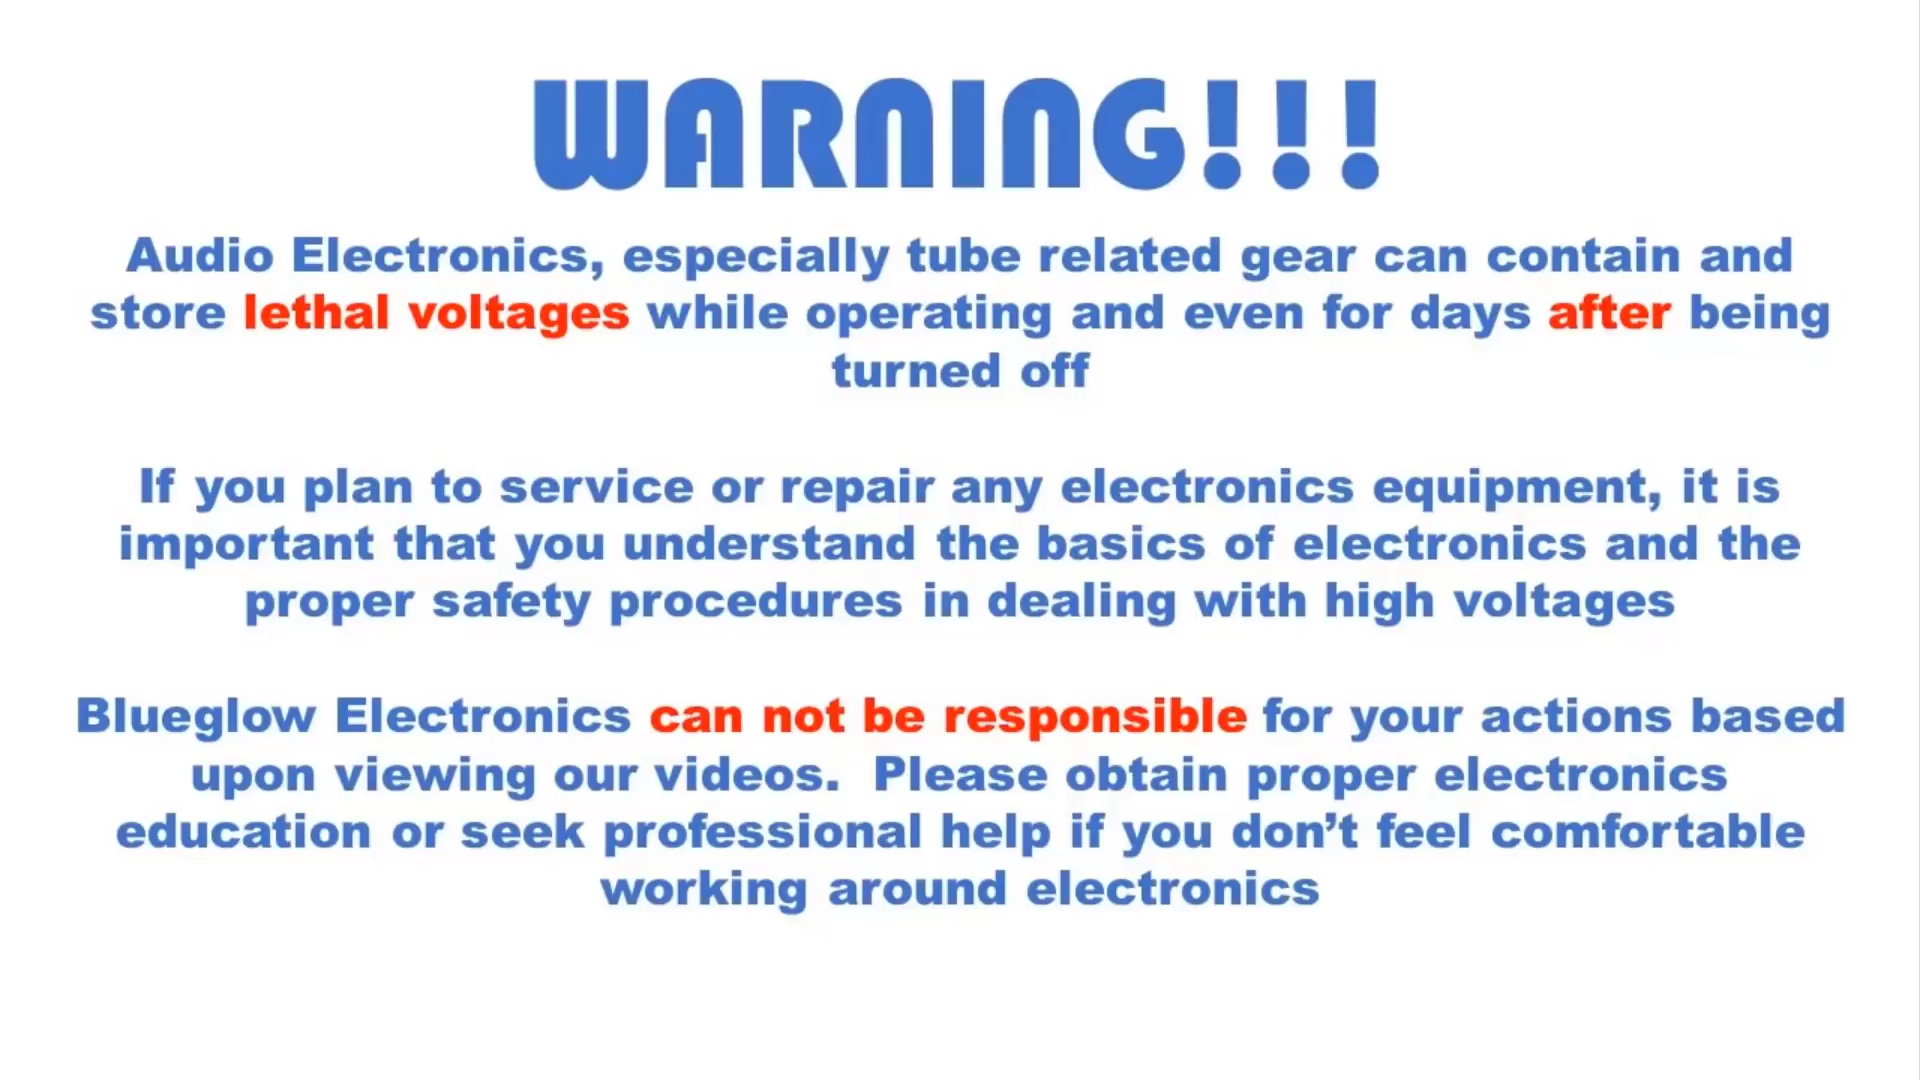 WARNING!!!
Audio Electronics, especially tube related gear can contain and
store lethal voltages while operating and even for days after being
turned off
If you plan to service or repair any electronics equipment, it is
important that you understand the basics of electronics and the
proper safety procedures in dealing with high voltages
Blueglow Electronics can not be responsible for your actions based
upon viewing our videos.  Please obtain proper electronics
education or seek professional help if you don’t feel comfortable
working around electronics